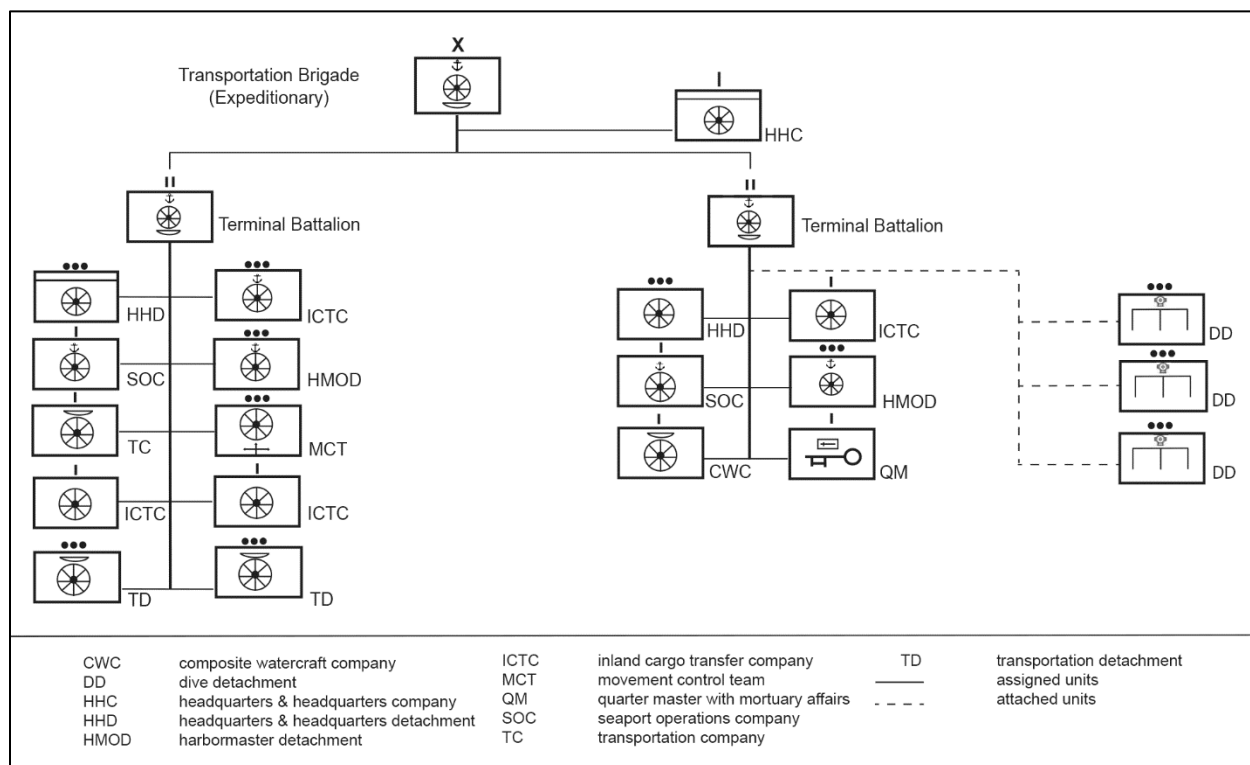 X
Transportation Brigade
(Expeditionary)
I
HHC
II
II
Terminal Battalion
Terminal Battalion
●●●
●●●
HHD
ICTC
I
●●●
SOC
HMOD
I
●●●
TC
MCT
I
I
ICTC
ICTC
●●●
●●●
TD
TD
●●●
I
HHD
ICTC
I
●●●
SOC
HMOD
I
I
CWC
QM
●●●
DD
●●●
DD
●●●
DD
CWC composite watercraft company
DD dive detachment
HHC headquarters & headquarters company
HHD headquarters & headquarters detachment
HMOD harbormaster detachment
ICTC inland cargo transfer company
MCT movement control team
QM quarter master with mortuary affairs
SOC seaport operations company
TC transportation company
TD transportation detachment
assigned units
attached units